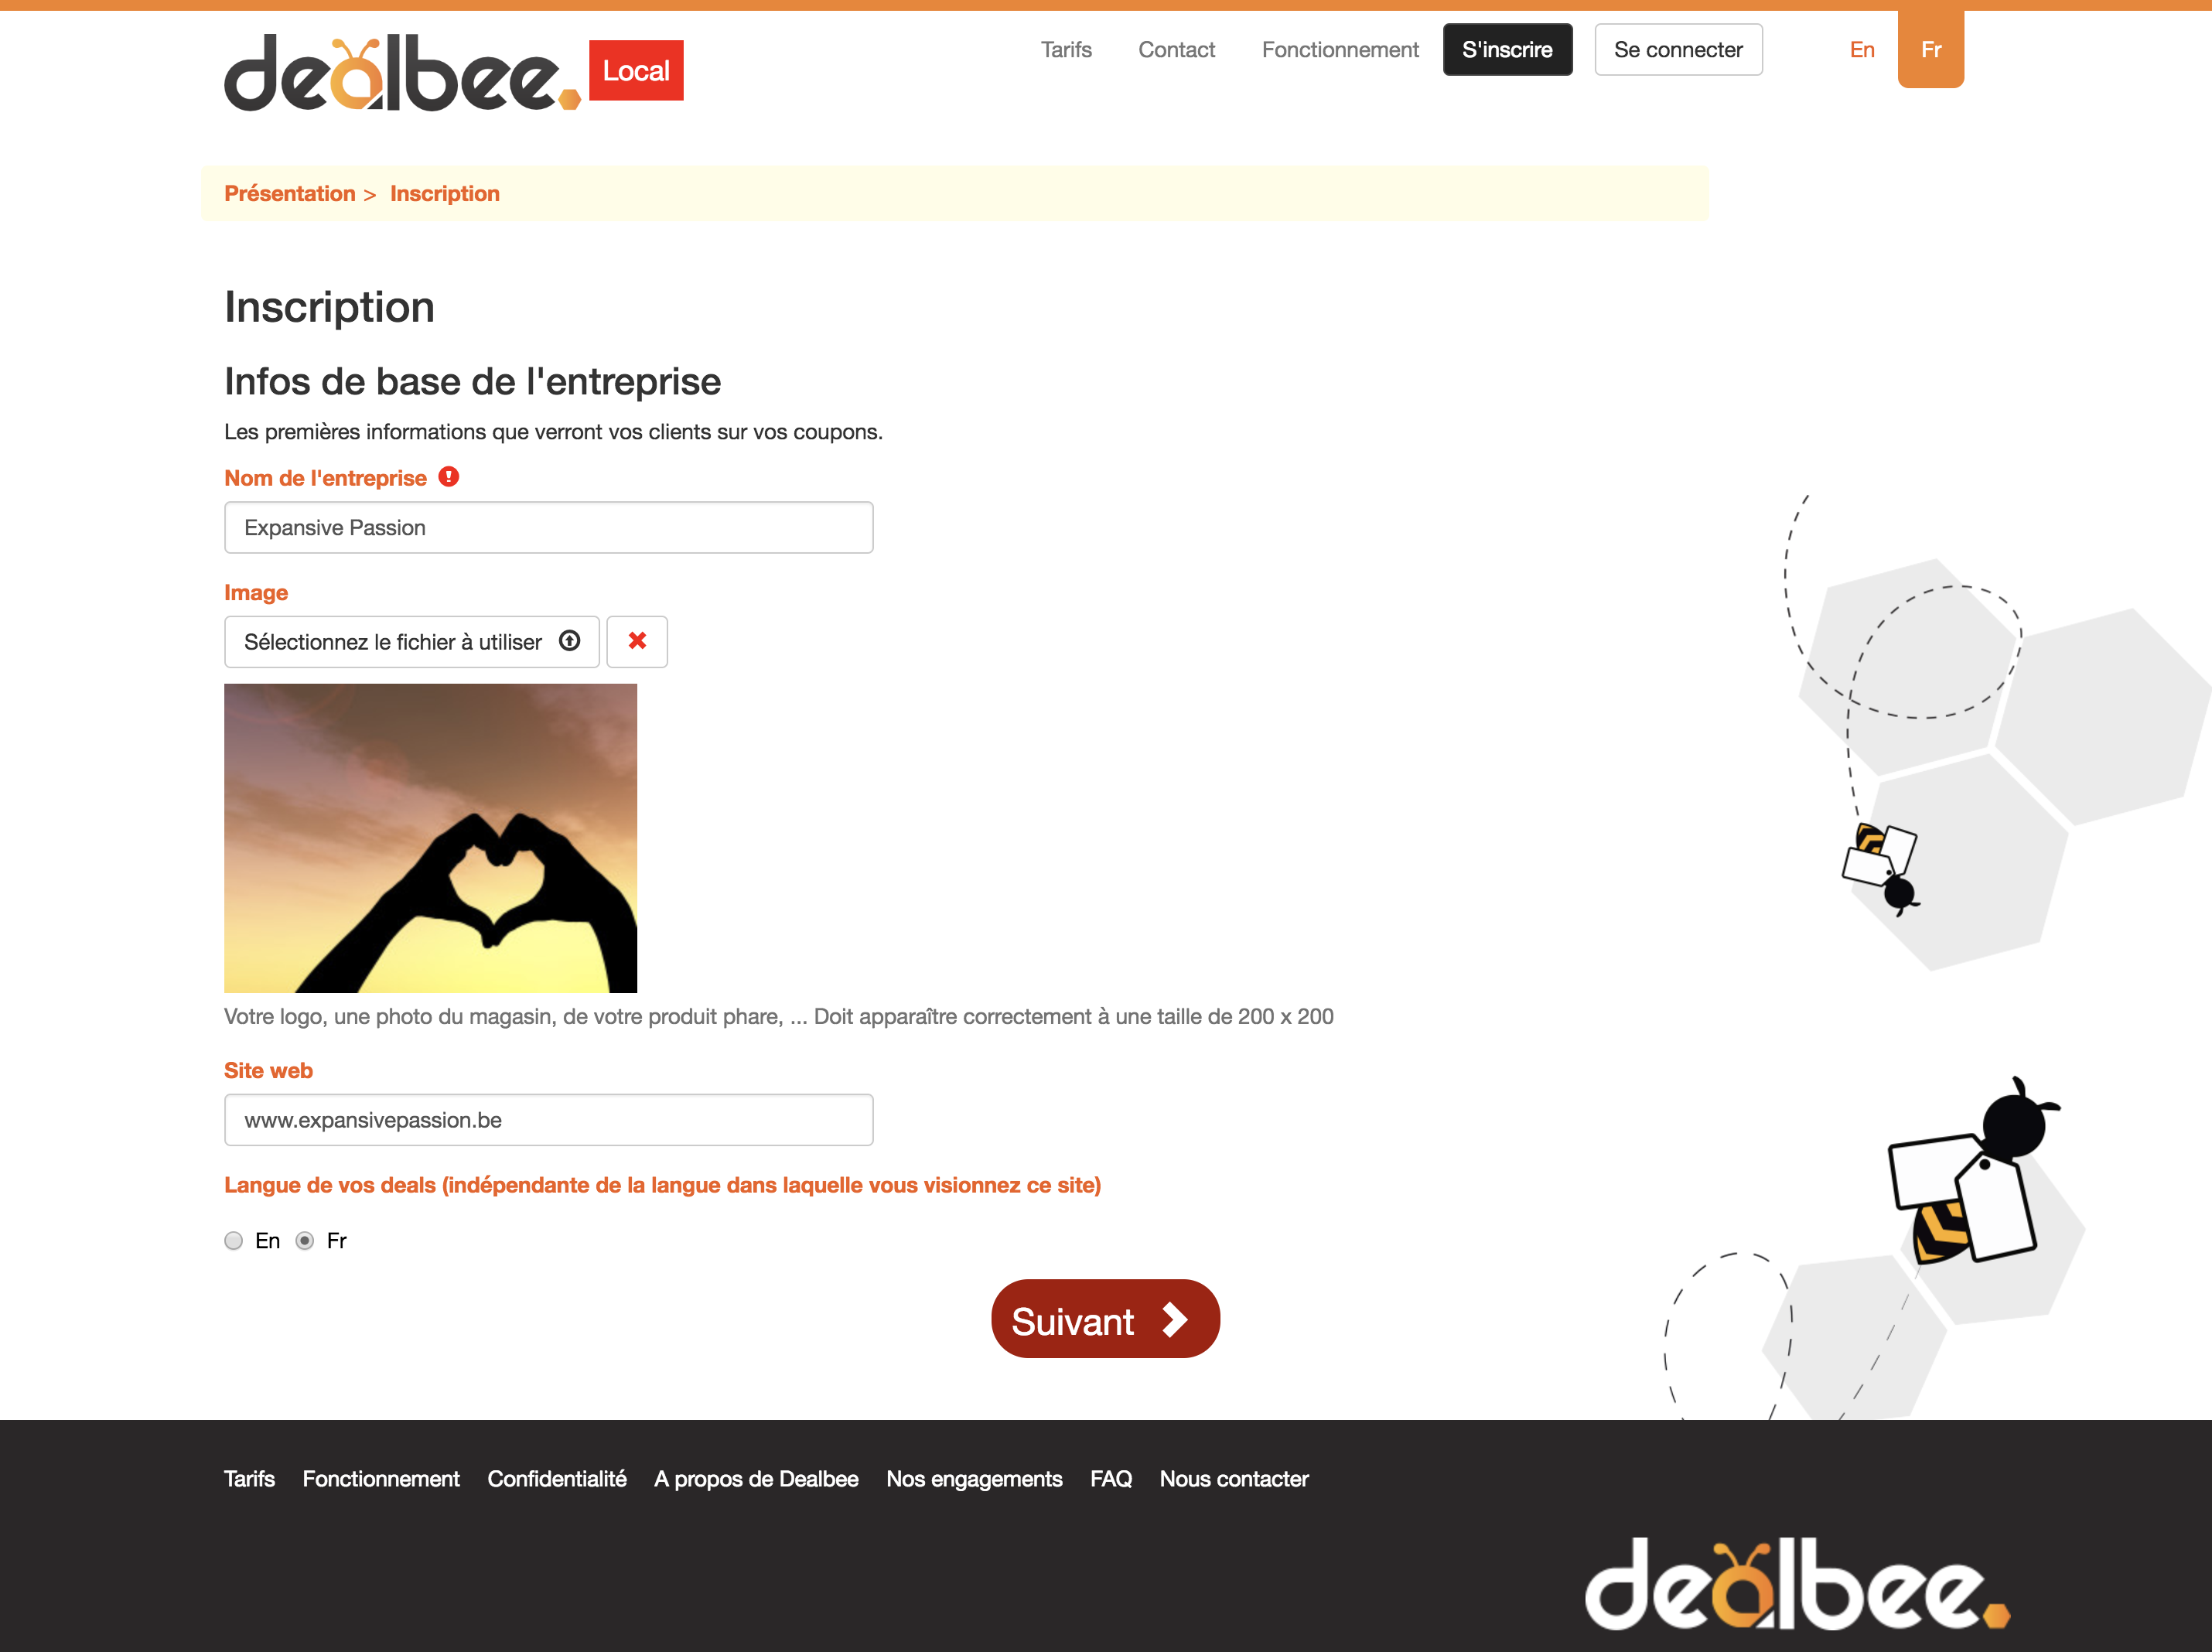 dealbee. Local
Tarifs Contact Fonctionnement S'inscrire Se connecter En Fr
Présentation > Inscription
Inscription
Infos de base de l'entreprise
Les premières informations que verront vos clients sur vos coupons.
Nom de l'entreprise
Expansive Passion
Image
Sélectionnez le fichier à utiliser
Votre logo, une photo du magasin, de votre produit phare, ... Doit apparaître correctement à une taille de 200 x 200
Site web
www.expansivepassion.be
Langue de vos deals (indépendante de la langue dans laquelle vous visionnez ce site)
En Fr
Suivant
Tarifs Fonctionnement Confidentialité A propos de Dealbee Nos engagements FAQ Nous contacter
dealbee.